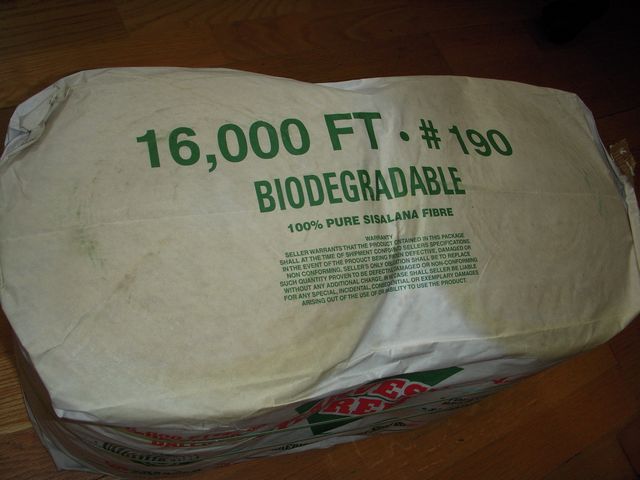 16,000 FT • # 190
BIODEGRADABLE
100% PURE SISALANA FIBRE
WARRANTY
SELLER WARRANTS THAT THE PRODUCT CONTAINED IN THIS PACKAGE
SHALL AT THE TIME OF SHIPMENT CONFORM TO SELLERS SPECIFICATIONS.
IN THE EVENT OF THE PRODUCT BEING PROVEN DEFECTIVE, DAMAGED OR
NON CONFORMING, SELLER'S ONLY OBLIGATION SHALL BE TO REPLACE
SUCH QUANTITY PROVEN TO BE DEFECTIVE, DAMAGED OR NON-CONFORMING
WITHOUT ANY ADDITIONAL CHARGE. IN NO CASE SHALL SELLER BE LIABLE
FOR ANY SPECIAL, INCIDENTAL, CONSEQUENTIAL OR EXEMPLARY DAMAGES
ARISING OUT OF THE USE OF OR INABILITY TO USE THE PRODUCT.